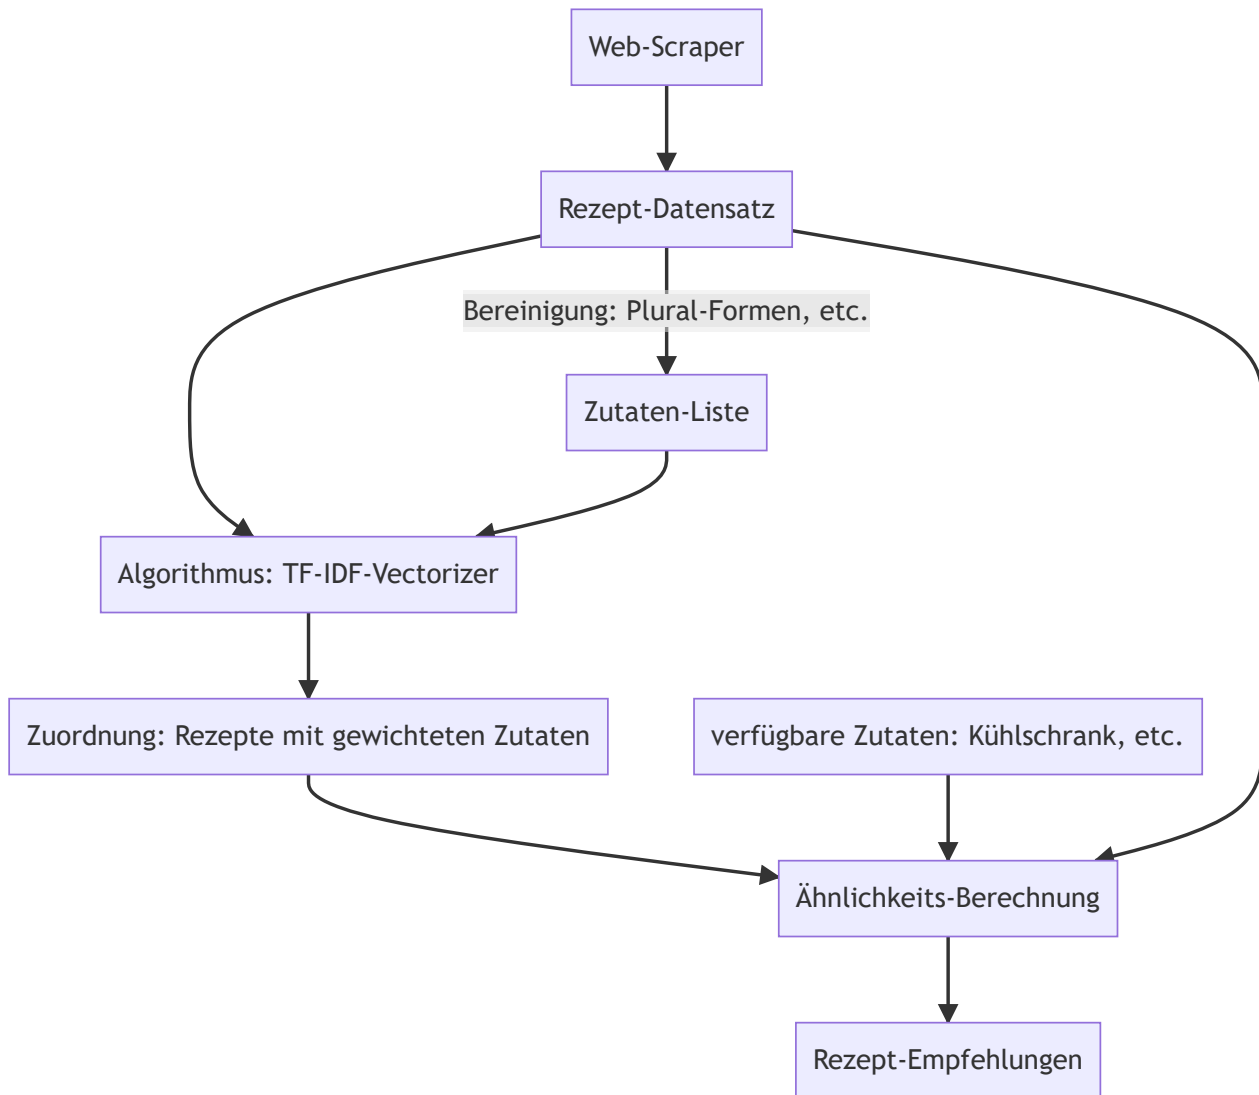 Web-Scraper
Rezept-Datensatz
Bereinigung: Plural-Formen, etc.
Zutaten-Liste
Algorithmus: TF-IDF-Vectorizer
Zuordnung: Rezepte mit gewichteten Zutaten
verfügbare Zutaten: Kühlschrank, etc.
Ähnlichkeits-Berechnung
Rezept-Empfehlungen